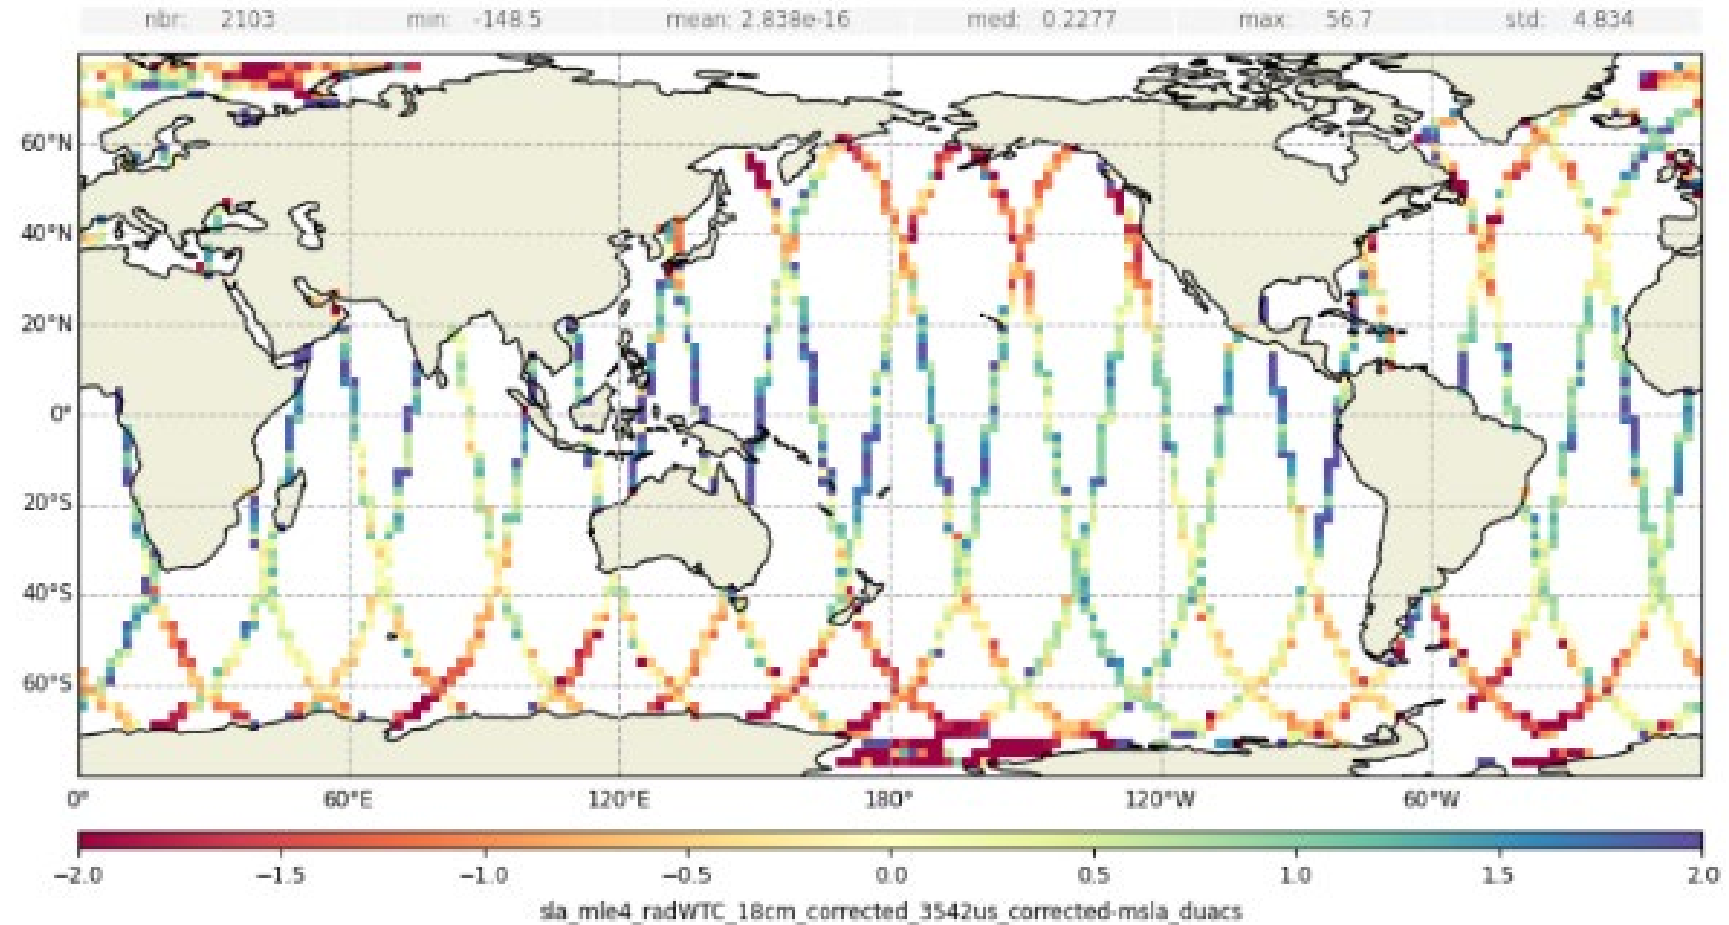 nbr: 2103 min: -148.5 mean: 2.838e-16 med: 0.2277 max: 56.7 std: 4.834
60°N
40°N
20°N
0°
20°S
40°S
60°S
0° 60°E 120°E 180° 120°W 60°W
−2.0 −1.5 −1.0 −0.5 0.0 0.5 1.0 1.5 2.0
sla_mle4_radWTC_18cm_corrected_3542us_corrected-msla_duacs